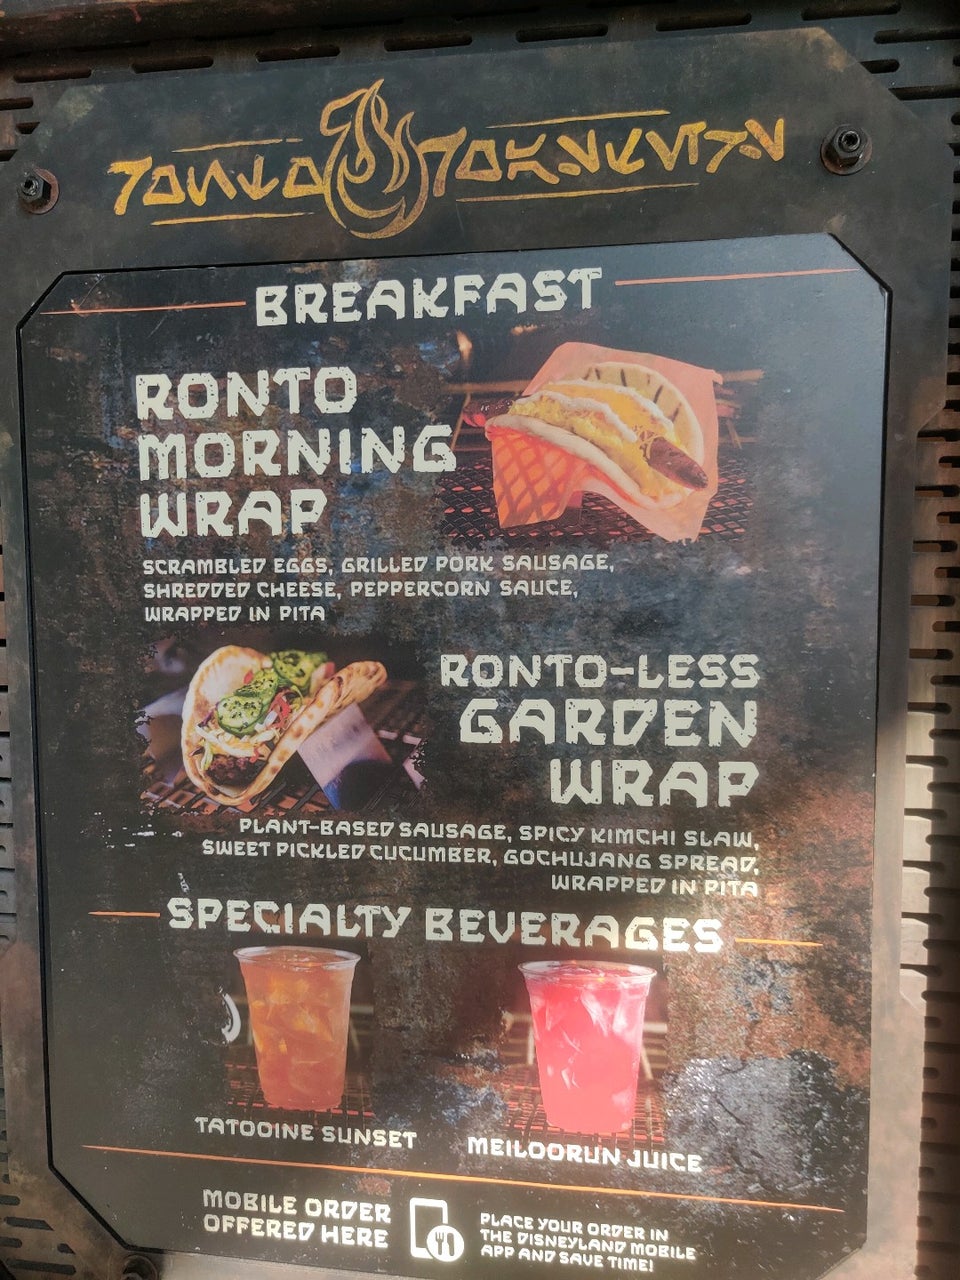 BREAKFAST
RONTO
MORNING
WRAP
SCRAMBLED EGGS, GRILLED PORK SAUSAGE,
SHREDDED CHEESE, PEPPERCORN SAUCE,
WRAPPED IN PITA
RONTO-LESS
GARDEN
WRAP
PLANT-BASED SAUSAGE, SPICY KIMCHI SLAW,
SWEET PICKLED CUCUMBER, GOCHUJANG SPREAD,
WRAPPED IN PITA
SPECIALTY BEVERAGES
TATOOINE SUNSET
MEILOORUN JUICE
MOBILE ORDER
OFFERED HERE
PLACE YOUR ORDER IN
THE DISNEYLAND MOBILE
APP AND SAVE TIME!